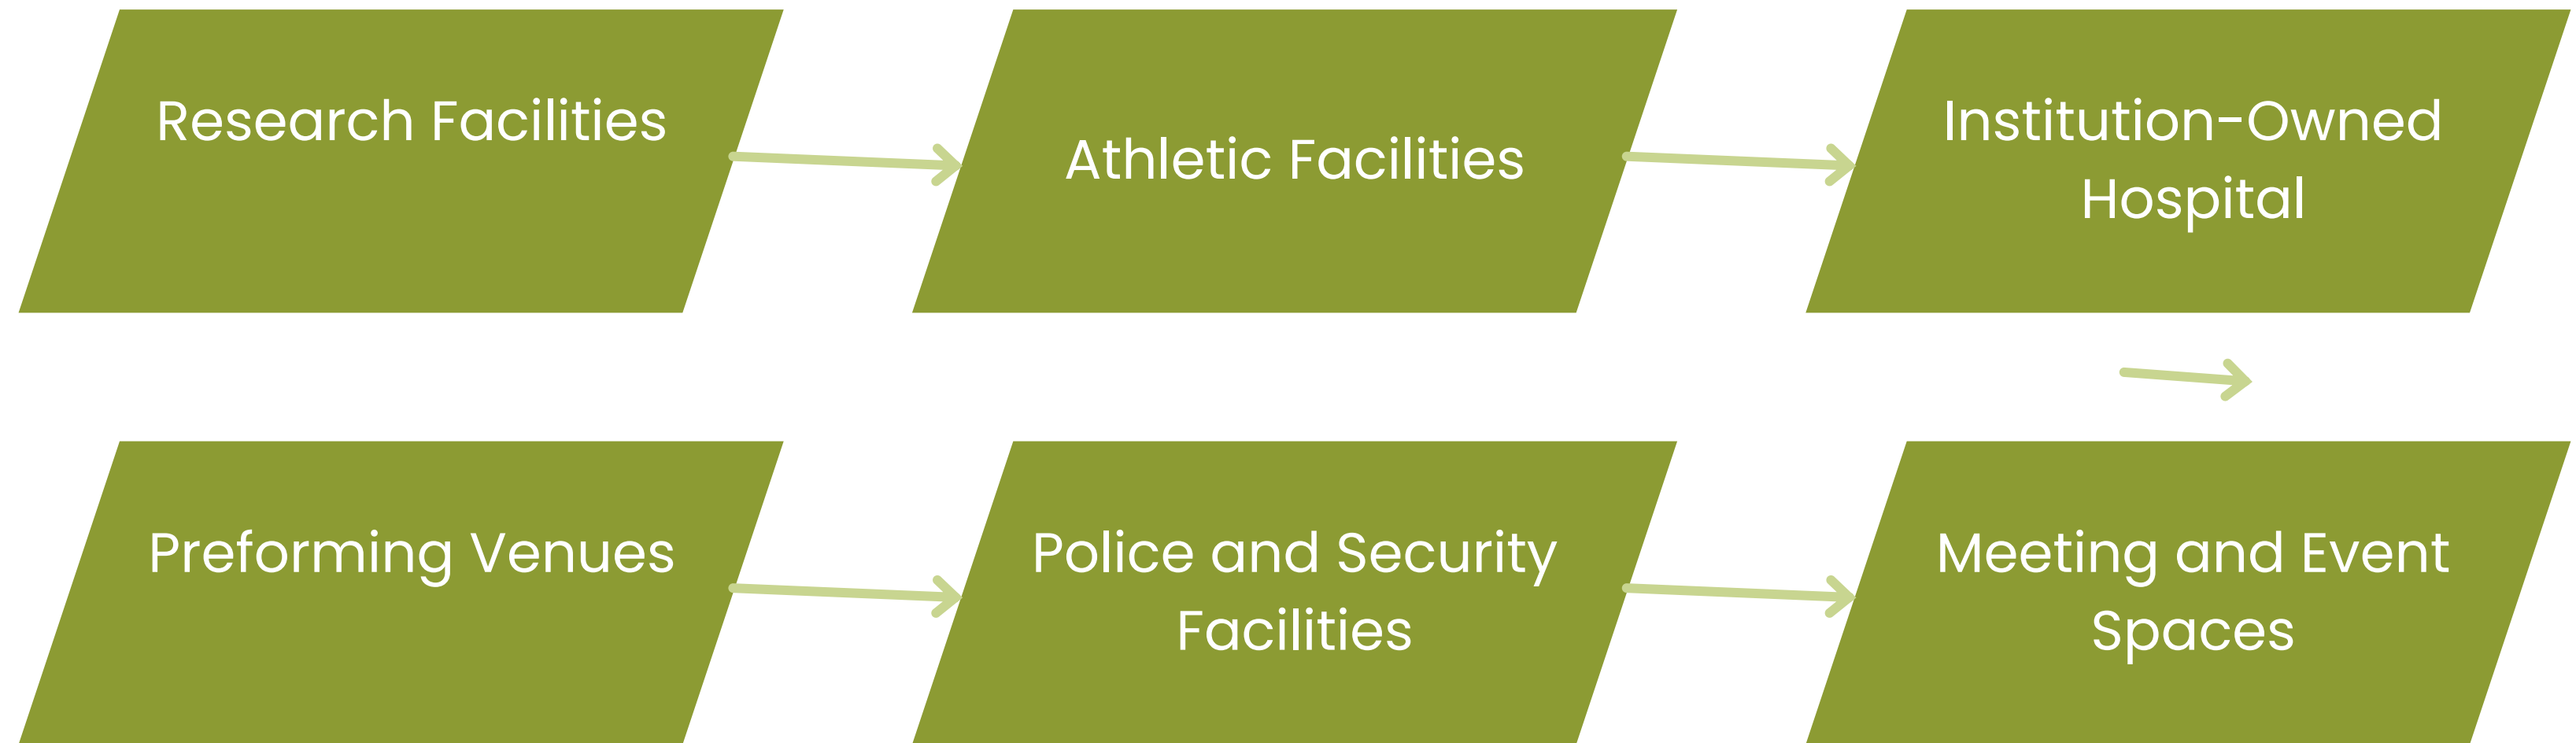 Research Facilities
Athletic Facilities
Institution-Owned
Hospital
Preforming Venues
Police and Security
Facilities
Meeting and Event
Spaces